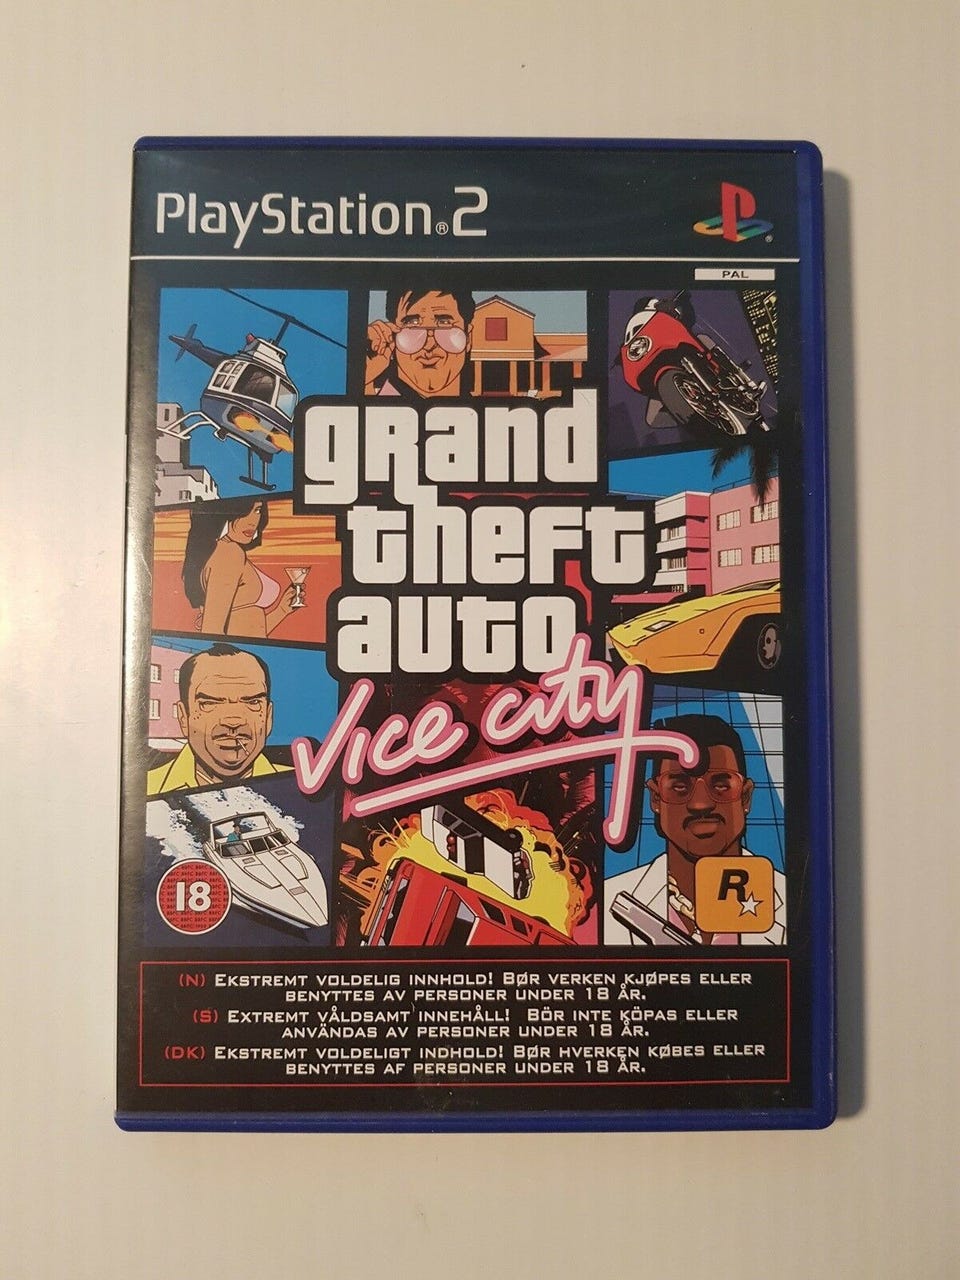 PlayStation®2
PAL
grand
theft
auto
Vice City
18
R
(N) EKSTREMT VOLDELIG INNHOLD! BØR VERKEN KJØPES ELLER
BENYTTES AV PERSONER UNDER 18 ÅR.
(S) EXTREMT VÅLDSAMT INNEHÅLL! BÖR INTE KÖPAS ELLER
ANVÄNDAS AV PERSONER UNDER 18 ÅR.
(DK) EKSTREMT VOLDELIGT INDHOLD! BØR HVERKEN KØBES ELLER
BENYTTES AF PERSONER UNDER 18 ÅR.